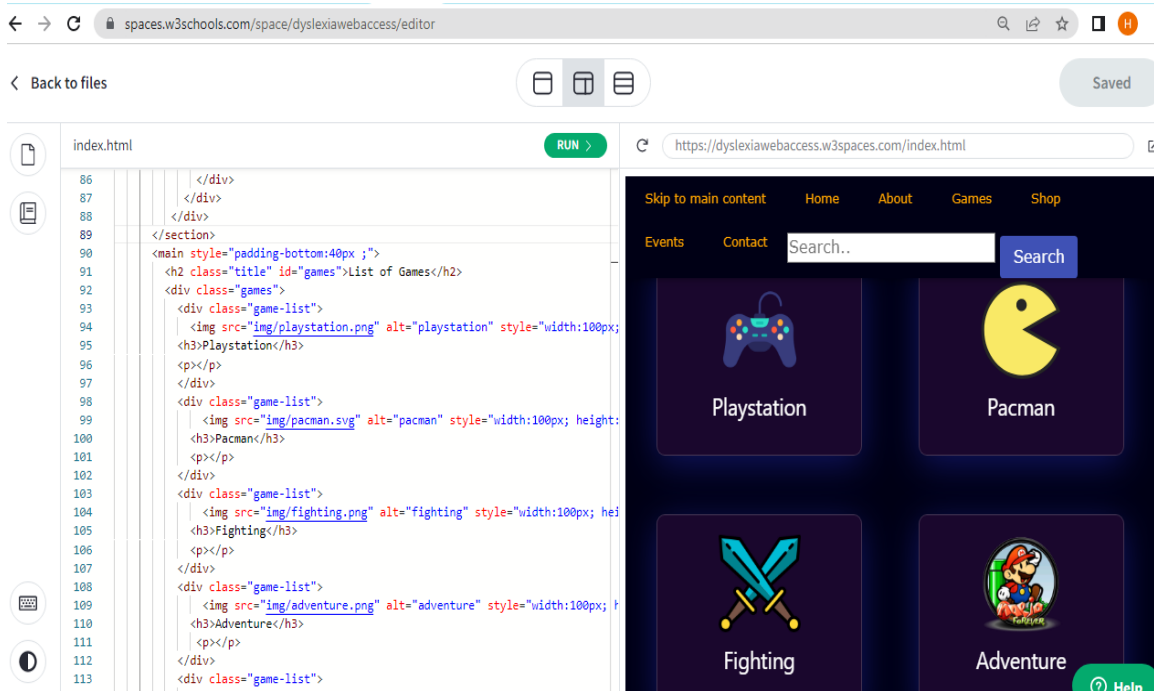 spaces.w3schools.com/space/dyslexiawebaccess/editor
H
Back to files
Saved
index.html
RUN >
https://dyslexiawebaccess.w3spaces.com/index.html
86 </div>
87 </div>
88 </div>
89 </section>
90 <main style="padding-bottom:40px ;">
91 <h2 class="title" id="games">List of Games</h2>
92 <div class="games">
93 <div class="game-list">
94 <img src="img/playstation.png" alt="playstation" style="width:100px;
95 <h3>Playstation</h3>
96 <p></p>
97 </div>
98 <div class="game-list">
99 <img src="img/pacman.svg" alt="pacman" style="width:100px; height:
100 <h3>Pacman</h3>
101 <p></p>
102 </div>
103 <div class="game-list">
104 <img src="img/fighting.png" alt="fighting" style="width:100px; hei
105 <h3>Fighting</h3>
106 <p></p>
107 </div>
108 <div class="game-list">
109 <img src="img/adventure.png" alt="adventure" style="width:100px; h
110 <h3>Adventure</h3>
111 <p></p>
112 </div>
113 <div class="game-list">
Skip to main content Home About Games Shop
Events Contact Search.. Search
Playstation Pacman
FOREVER
Fighting Adventure
Help